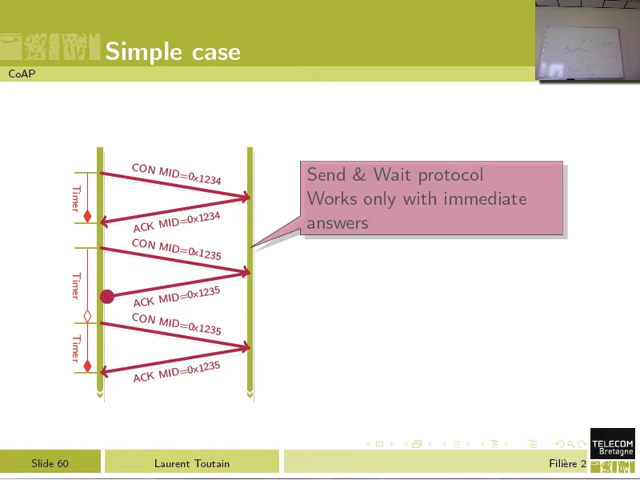 Simple case
CoAP
CON MID=0x1234
Timer
ACK MID=0x1234
CON MID=0x1235
Timer
ACK MID=0x1235
CON MID=0x1235
Timer
ACK MID=0x1235
Send & Wait protocol
Works only with immediate
answers
TELECOM
Bretagne
Slide 60
Laurent Toutain
Filière 2